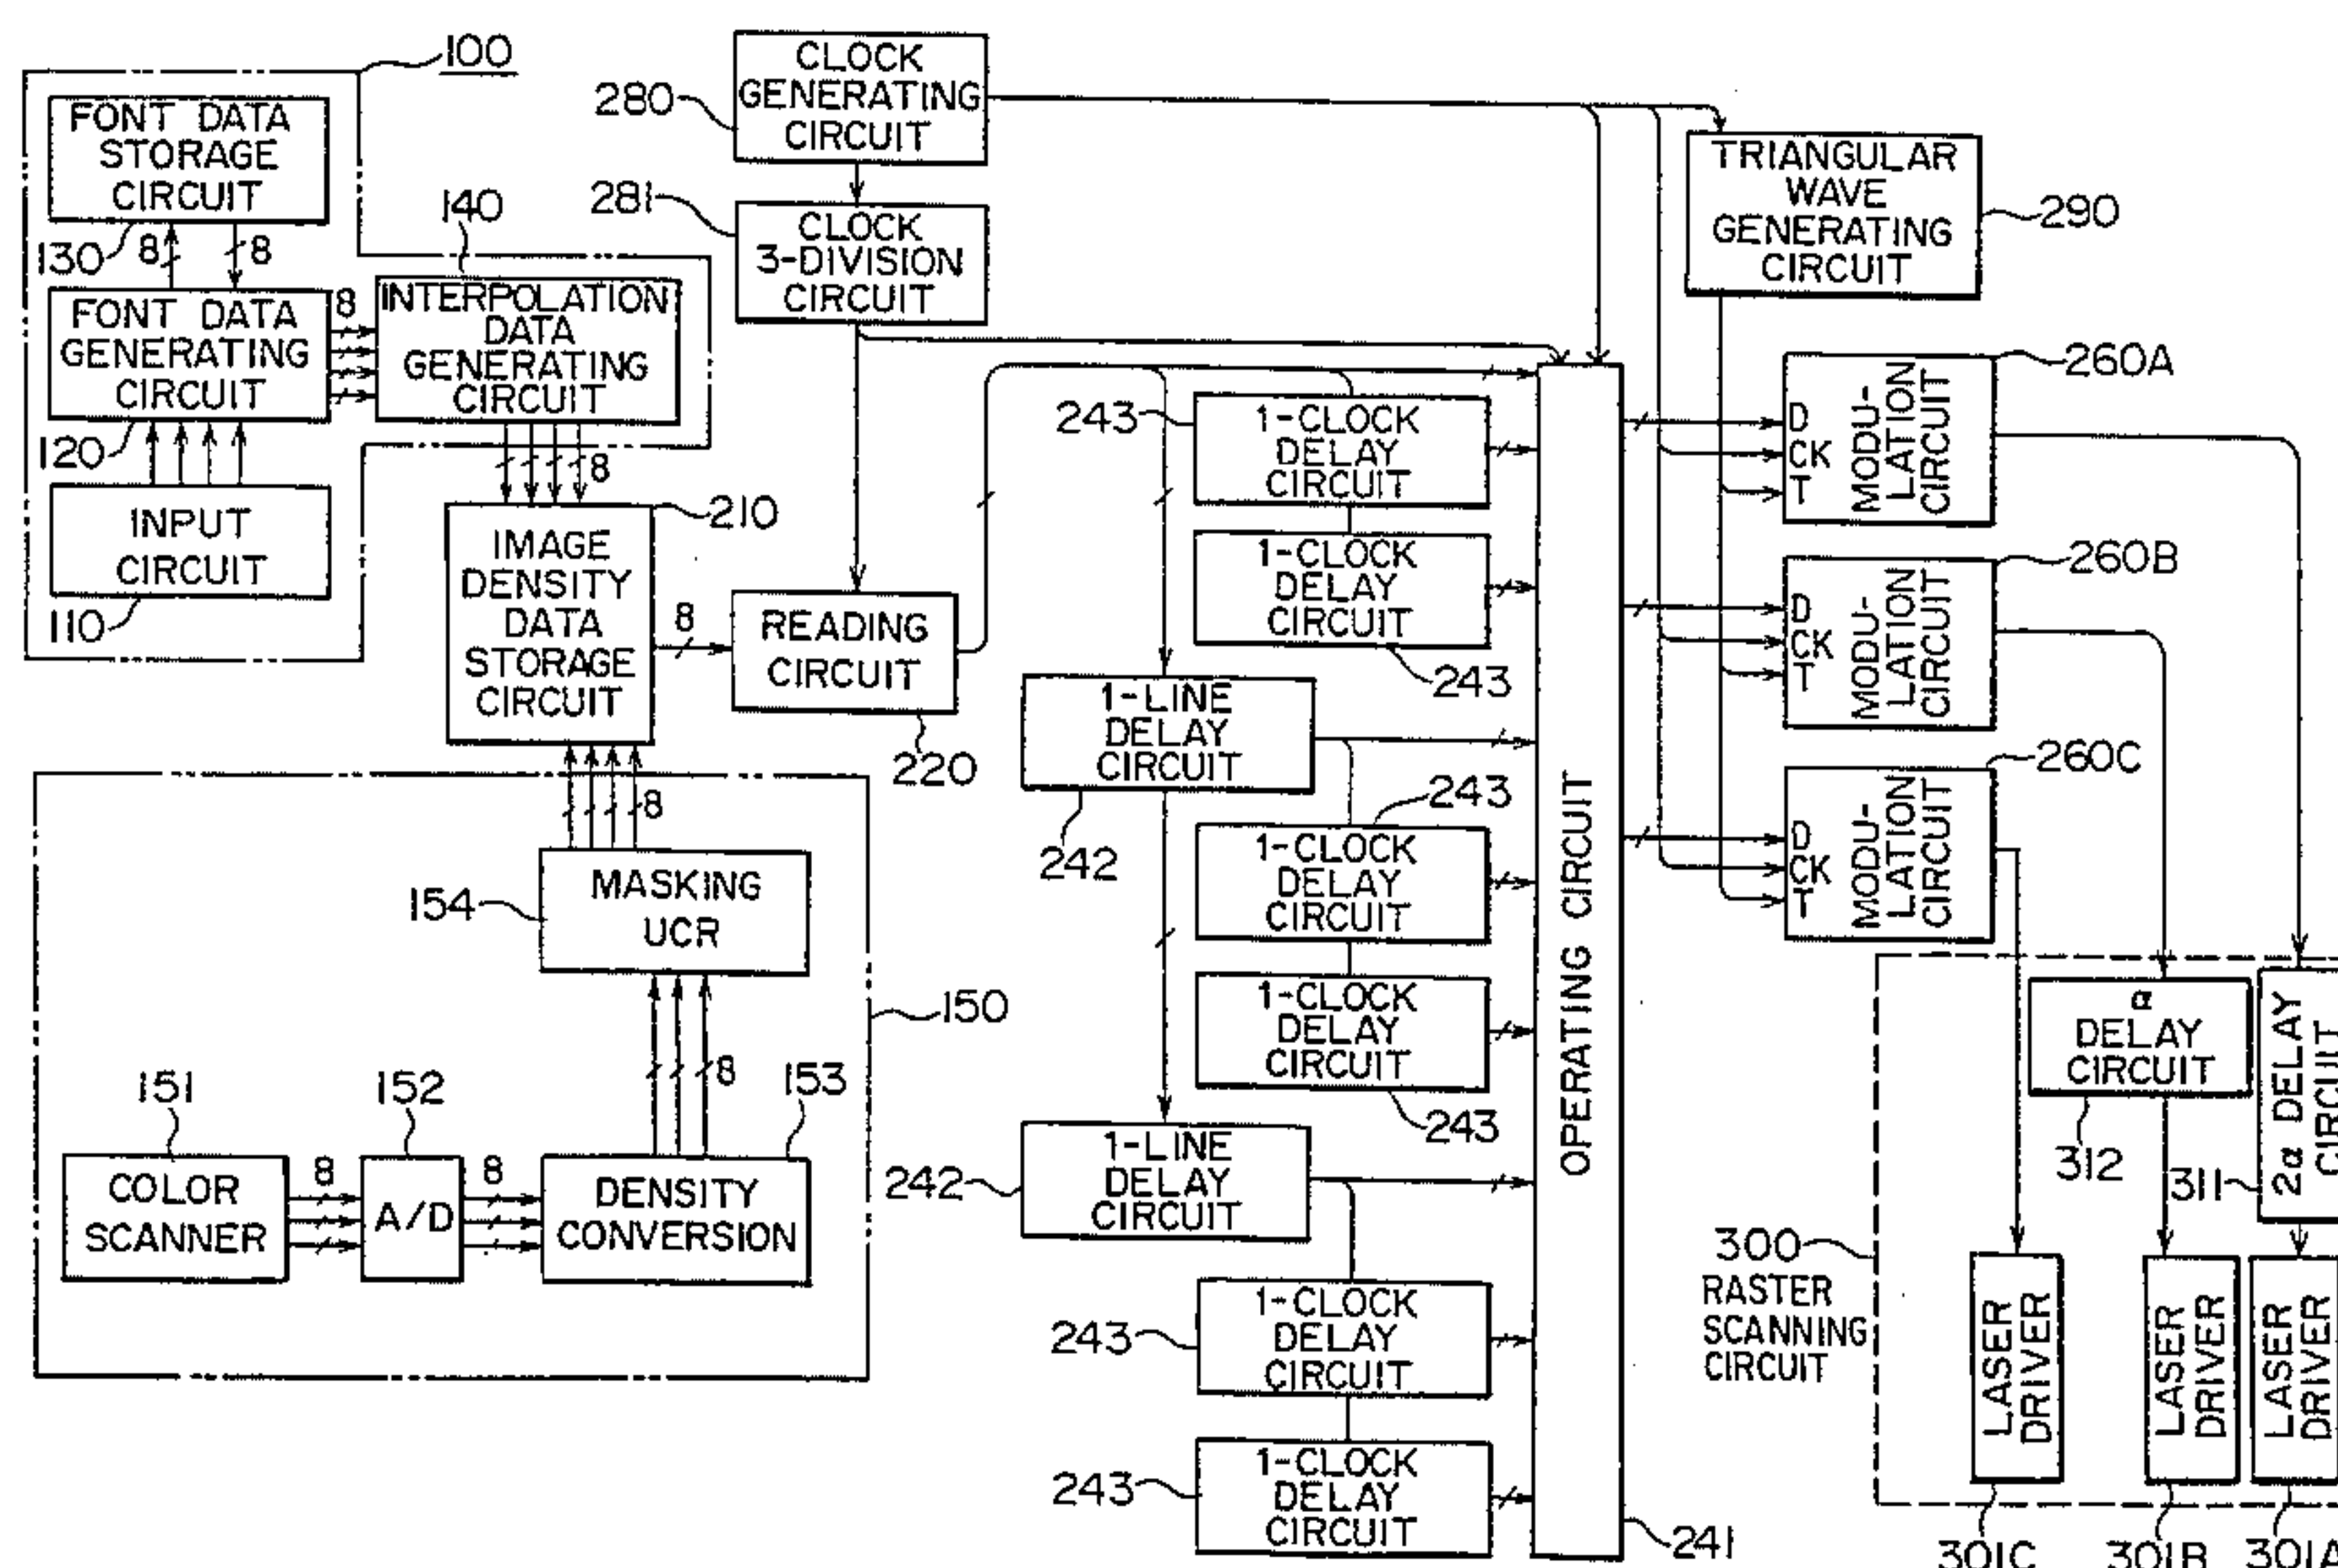 100
FONT DATA
STORAGE
CIRCUIT
130
8
8
FONT DATA
GENERATING
CIRCUIT
120
8
INPUT
CIRCUIT
110
140
INTERPOLATION
DATA
GENERATING
CIRCUIT
8
280
CLOCK
GENERATING
CIRCUIT
281
CLOCK
3-DIVISION
CIRCUIT
210
IMAGE
DENSITY
DATA
STORAGE
CIRCUIT
8
READING
CIRCUIT
220
8
MASKING
UCR
154
150
8
151
COLOR
SCANNER
8
152
A/D
8
153
DENSITY
CONVERSION
243
1-CLOCK
DELAY
CIRCUIT
1-CLOCK
DELAY
CIRCUIT
243
1-LINE
DELAY
CIRCUIT
242
243
1-CLOCK
DELAY
CIRCUIT
1-CLOCK
DELAY
CIRCUIT
243
242
1-LINE
DELAY
CIRCUIT
243
1-CLOCK
DELAY
CIRCUIT
243
1-CLOCK
DELAY
CIRCUIT
OPERATING CIRCUIT
241
TRIANGULAR
WAVE
GENERATING
CIRCUIT
290
260A
D
CK
T
MODU-
LATION
CIRCUIT
260B
D
CK
T
MODU-
LATION
CIRCUIT
260C
D
CK
T
MODU-
LATION
CIRCUIT
α
DELAY
CIRCUIT
312
311
2α DELAY
CIRCUIT
300
RASTER
SCANNING
CIRCUIT
LASER
DRIVER
LASER
DRIVER
LASER
DRIVER
301C
301B
301A